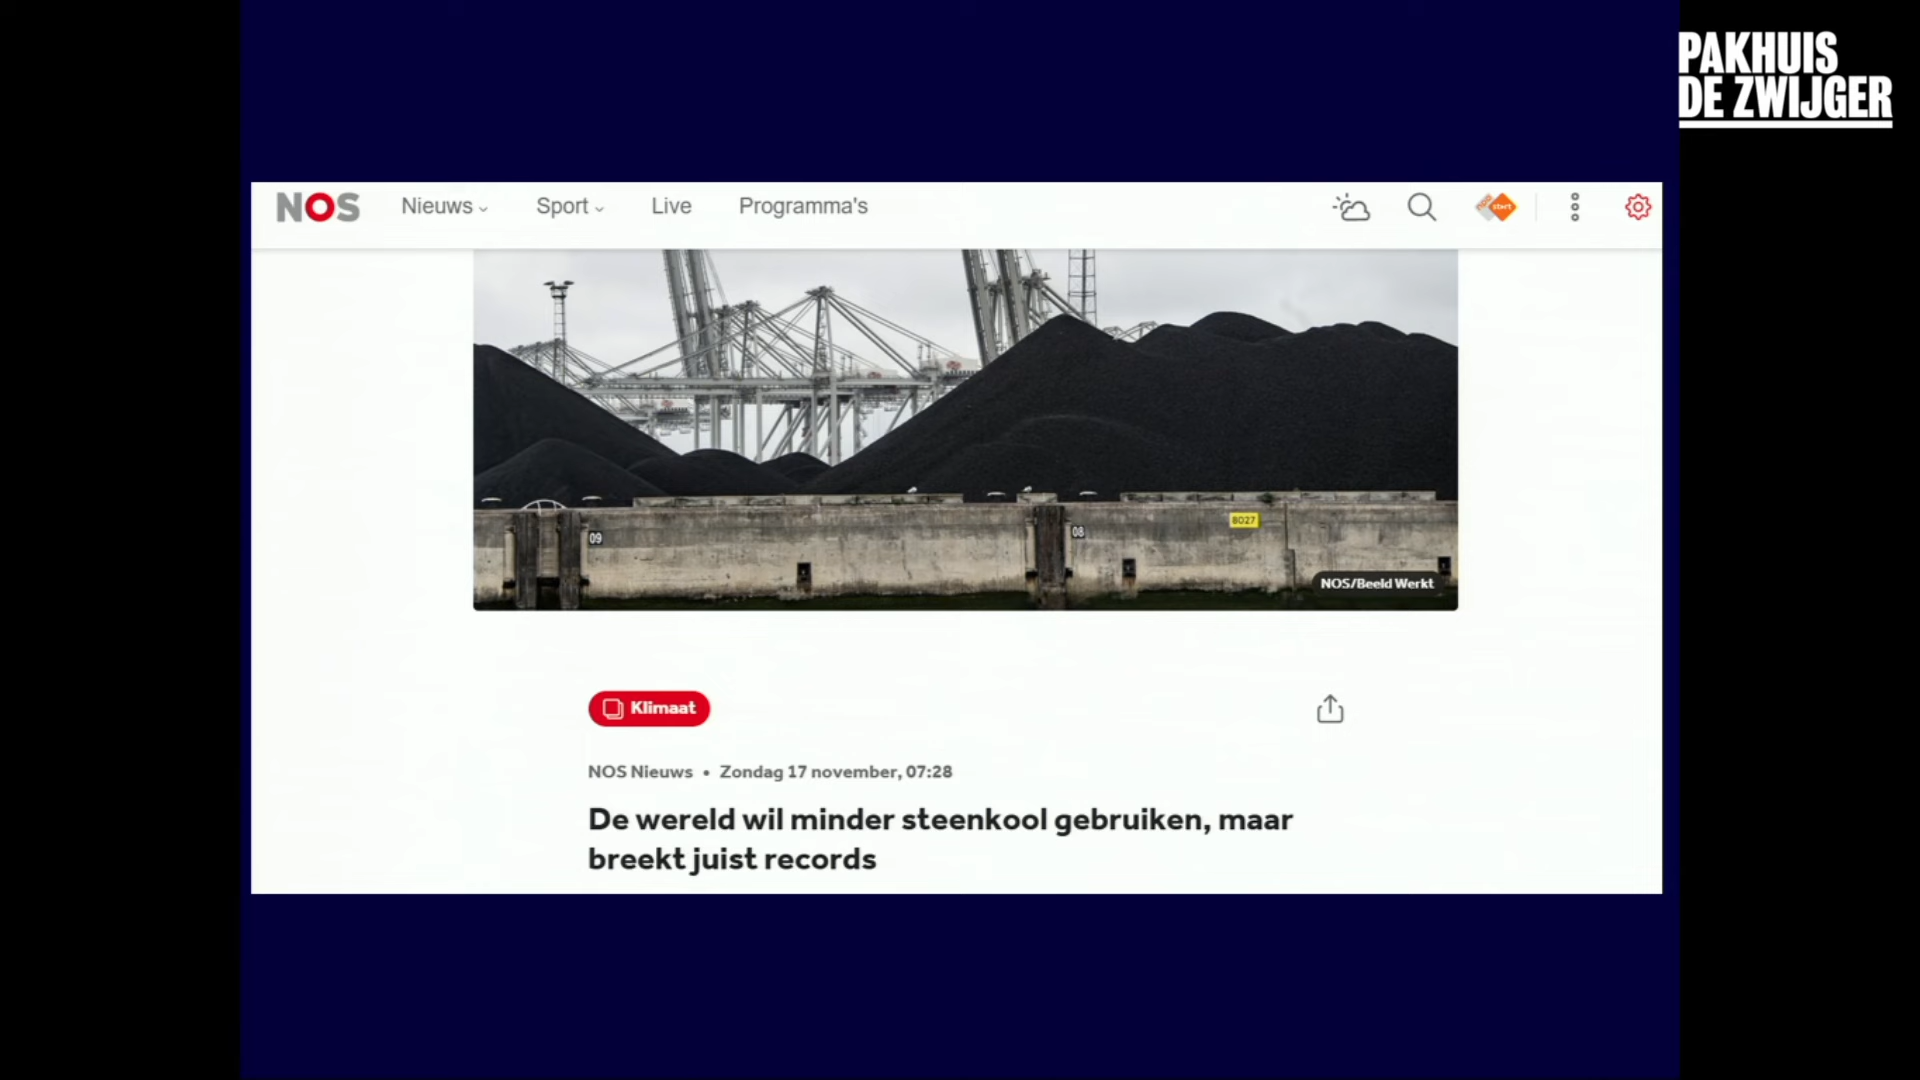 PAKHUIS
DE ZWIJGER
NOS
Nieuws
Sport
Live
Programma's
start
09
08
8027
NOS/Beeld Werkt
Klimaat
NOS Nieuws • Zondag 17 november, 07:28
De wereld wil minder steenkool gebruiken, maar
breekt juist records